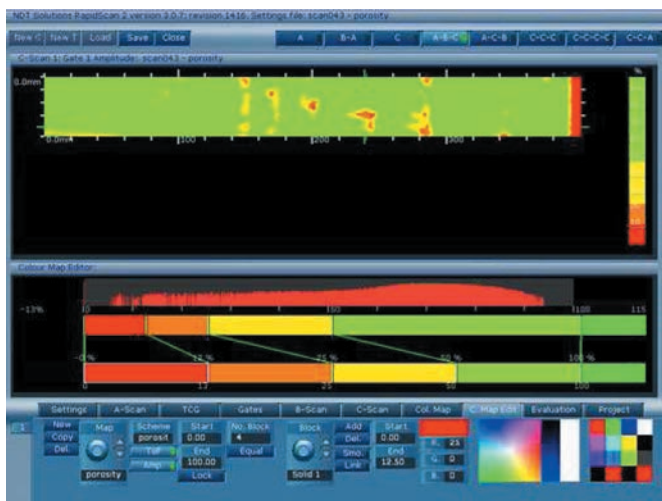 NDT Solutions RapidScan 2 version 3.0.7: revision 1416. Settings file: scan043 - porosity
New C New T Load Save Close A B-A C A-B-C A-C-B C-C-C C-C-C-C C-C-A
C-Scan 1: Gate 1 Amplitude: scan043 - porosity
%
0.0mm
0.0mm 100 200 300
10
Colour Map Editor:
-13% 0 50 100 115
12 % 25 % 50 % 100 %
0 13 25 50 100
Settings A-Scan TCG Gates B-Scan C-Scan Col. Map C. Map Edit Evaluation Project
1 New Map Scheme Start No. Block Block Add Start
Copy porosit 0.00 4 Del. 0.00 R. 25
Del. ToF End Equal Smo. End G. 0
porosity Amp 100.00 Solid 1 Link 12.50 B. 0
Lock